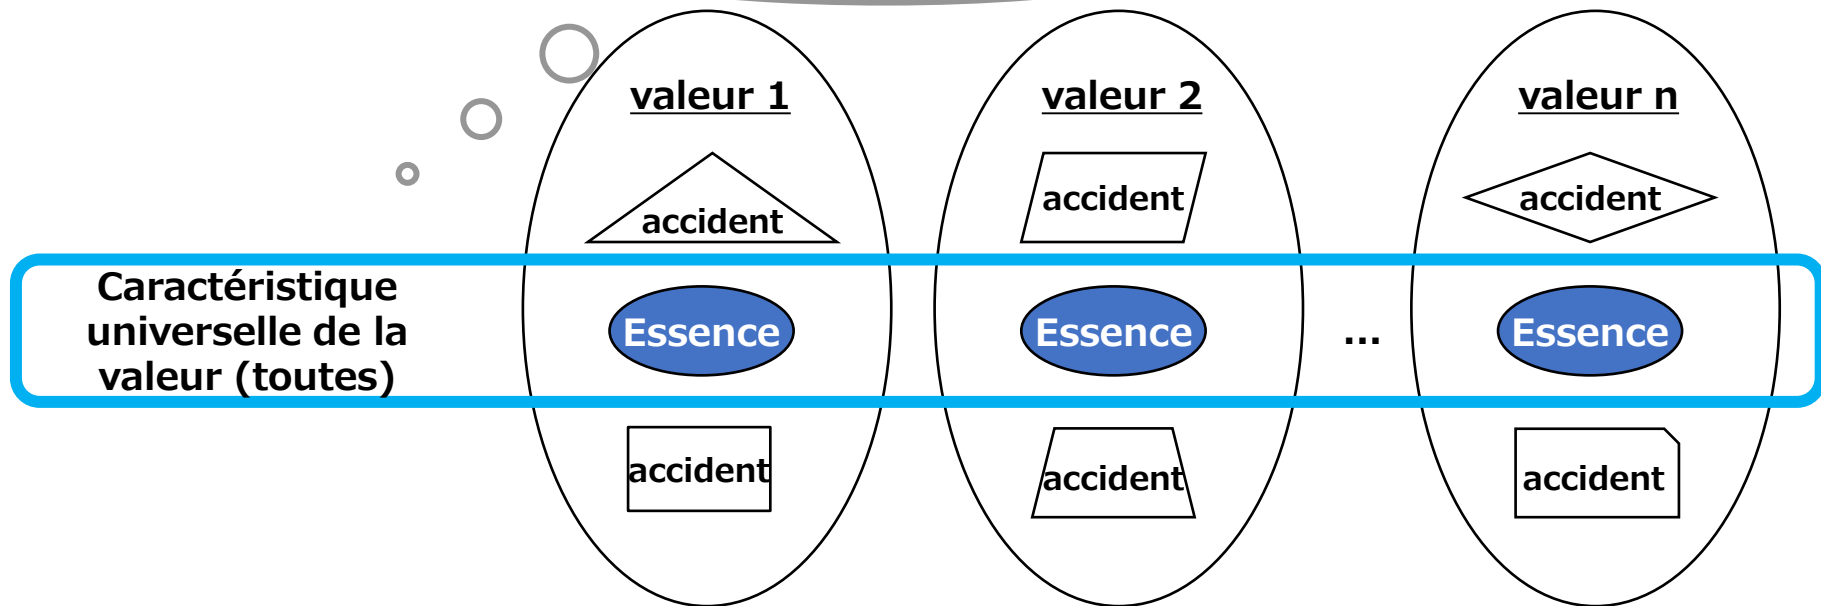 valeur 1
valeur 2
valeur n
accident
accident
accident
Caractéristique
universelle de la
valeur (toutes)
Essence
Essence
...
Essence
accident
accident
accident